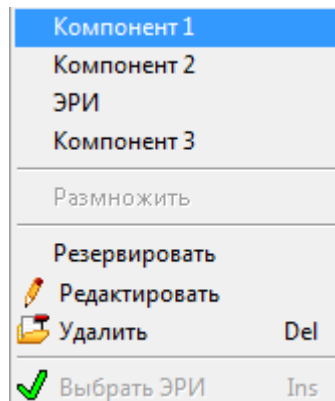 Компонент 1
Компонент 2
ЭРИ
Компонент 3
Размножить
Резервировать
Редактировать
Удалить Del
Выбрать ЭРИ Ins